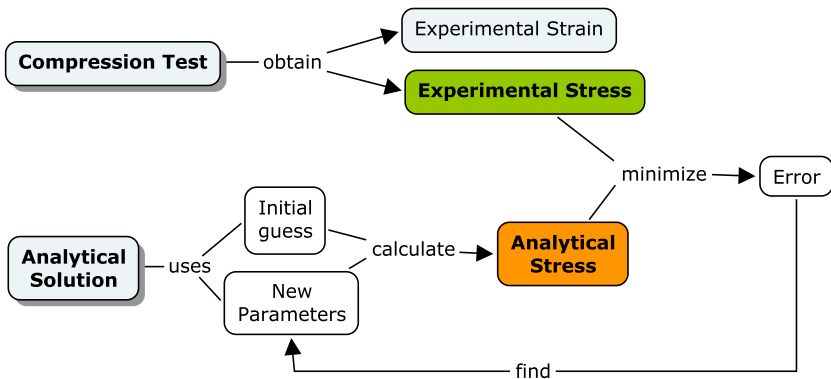 Experimental Strain
Compression Test
obtain
Experimental Stress
minimize
Error
Initial
guess
Analytical
Solution
uses
calculate
Analytical
Stress
New
Parameters
find